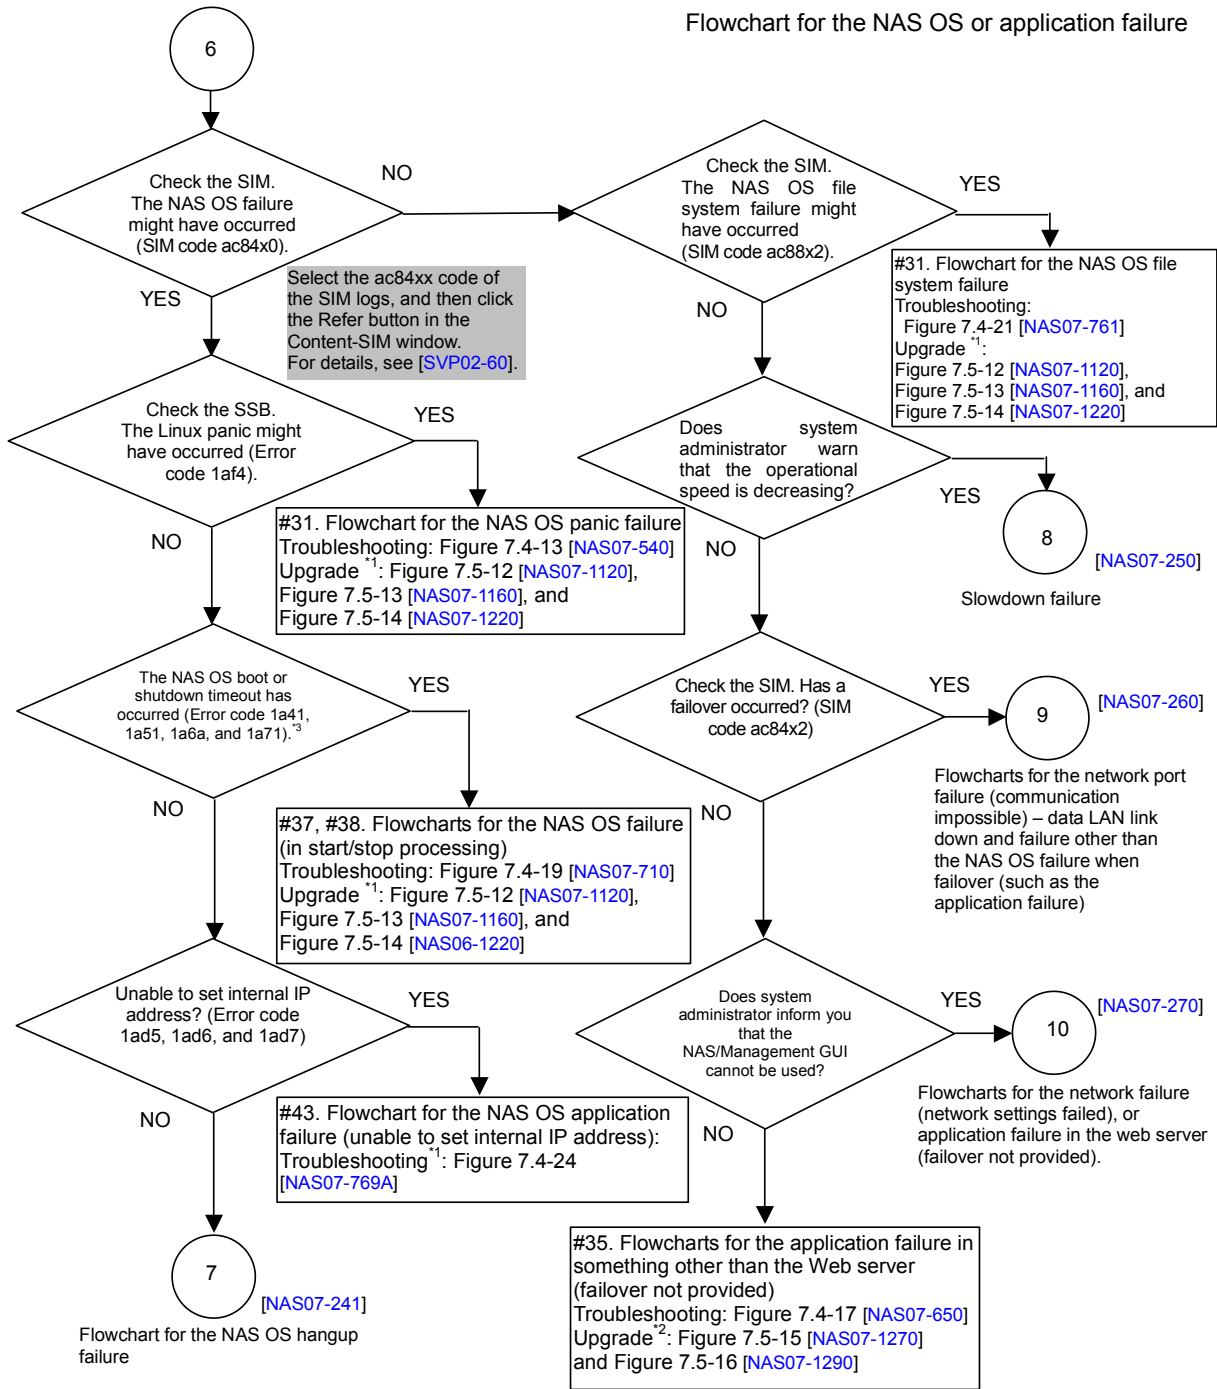 Flowchart for the NAS OS or application failure
6
Check the SIM.
The NAS OS failure
might have occurred
(SIM code ac84x0).
NO
YES
Select the ac84xx code of
the SIM logs, and then click
the Refer button in the
Content-SIM window.
For details, see [SVP02-60].
Check the SIM.
The NAS OS file
system failure might
have occurred
(SIM code ac88x2).
YES
NO
#31. Flowchart for the NAS OS file
system failure
Troubleshooting:
Figure 7.4-21 [NAS07-761]
Upgrade *1:
Figure 7.5-12 [NAS07-1120],
Figure 7.5-13 [NAS07-1160], and
Figure 7.5-14 [NAS07-1220]
Check the SSB.
The Linux panic might
have occurred (Error
code 1af4).
YES
NO
#31. Flowchart for the NAS OS panic failure
Troubleshooting: Figure 7.4-13 [NAS07-540]
Upgrade *1: Figure 7.5-12 [NAS07-1120],
Figure 7.5-13 [NAS07-1160], and
Figure 7.5-14 [NAS07-1220]
Does system
administrator warn
that the operational
speed is decreasing?
YES
NO
8
[NAS07-250]
Slowdown failure
The NAS OS boot or
shutdown timeout has
occurred (Error code 1a41,
1a51, 1a6a, and 1a71).*3
YES
NO
#37, #38. Flowcharts for the NAS OS failure
(in start/stop processing)
Troubleshooting: Figure 7.4-19 [NAS07-710]
Upgrade *1: Figure 7.5-12 [NAS07-1120],
Figure 7.5-13 [NAS07-1160], and
Figure 7.5-14 [NAS06-1220]
Check the SIM. Has a
failover occurred? (SIM
code ac84x2)
YES
NO
9
[NAS07-260]
Flowcharts for the network port
failure (communication
impossible) – data LAN link
down and failure other than
the NAS OS failure when
failover (such as the
application failure)
Unable to set internal IP
address? (Error code
1ad5, 1ad6, and 1ad7)
YES
NO
#43. Flowchart for the NAS OS application
failure (unable to set internal IP address):
Troubleshooting*1: Figure 7.4-24
[NAS07-769A]
Does system
administrator inform you
that the
NAS/Management GUI
cannot be used?
YES
NO
10
[NAS07-270]
Flowcharts for the network failure
(network settings failed), or
application failure in the web server
(failover not provided).
7
[NAS07-241]
Flowchart for the NAS OS hangup
failure
#35. Flowcharts for the application failure in
something other than the Web server
(failover not provided)
Troubleshooting: Figure 7.4-17 [NAS07-650]
Upgrade*2: Figure 7.5-15 [NAS07-1270]
and Figure 7.5-16 [NAS07-1290]